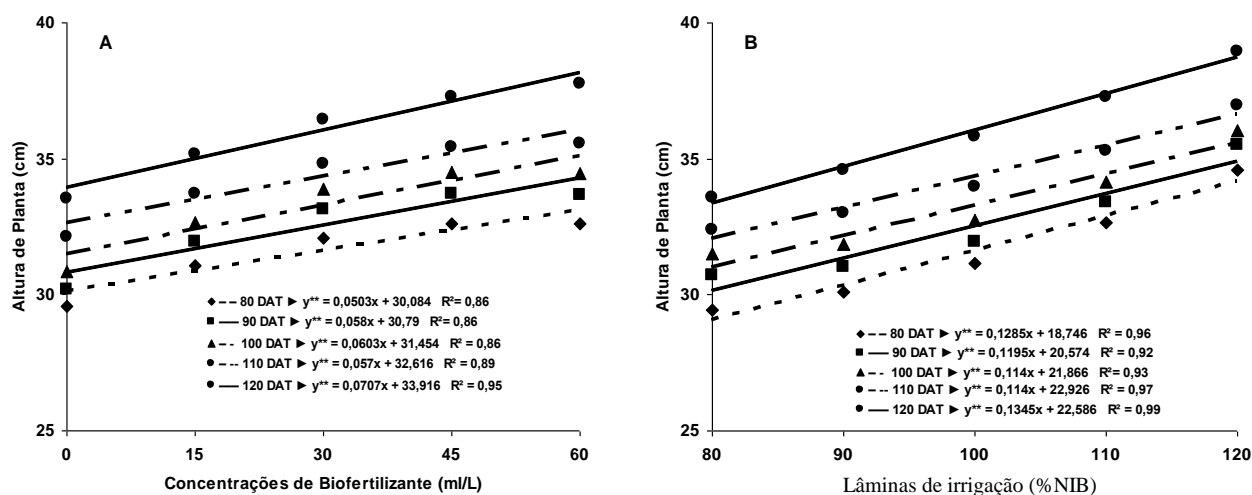 A
Altura de Planta (cm)
40
35
30
25
80 DAT ► y** = 0,0503x + 30,084 R²= 0,86
90 DAT ► y** = 0,058x + 30,79 R²= 0,86
100 DAT ► y** = 0,0603x + 31,454 R² = 0,86
110 DAT ► y** = 0,057x + 32,616 R² = 0,89
120 DAT ► y** = 0,0707x + 33,916 R² = 0,95
0 15 30 45 60
Concentrações de Biofertilizante (ml/L)
B
Altura de Planta (cm)
40
35
30
25
80 DAT ► y** = 0,1285x + 18,746 R² = 0,96
90 DAT ► y** = 0,1195x + 20,574 R² = 0,92
100 DAT ► y** = 0,114x + 21,866 R² = 0,93
110 DAT ► y** = 0,114x + 22,926 R² = 0,97
120 DAT ► y** = 0,1345x + 22,586 R² = 0,99
80 90 100 110 120
Lâminas de irrigação (%NIB)